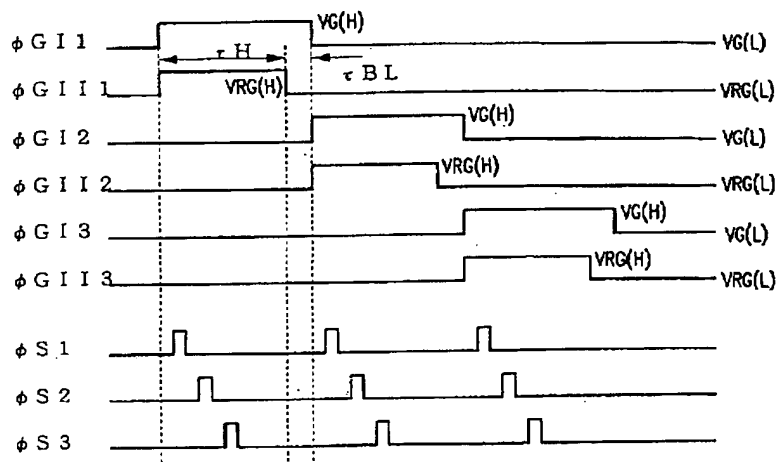 VG(H)
φGI1 τH VG(L)
τBL
φGII1 VRG(H) VRG(L)
VG(H)
φGI2 VG(L)
VRG(H)
φGII2 VRG(L)
VG(H)
φGI3 VG(L)
VRG(H)
φGII3 VRG(L)
φS1
φS2
φS3